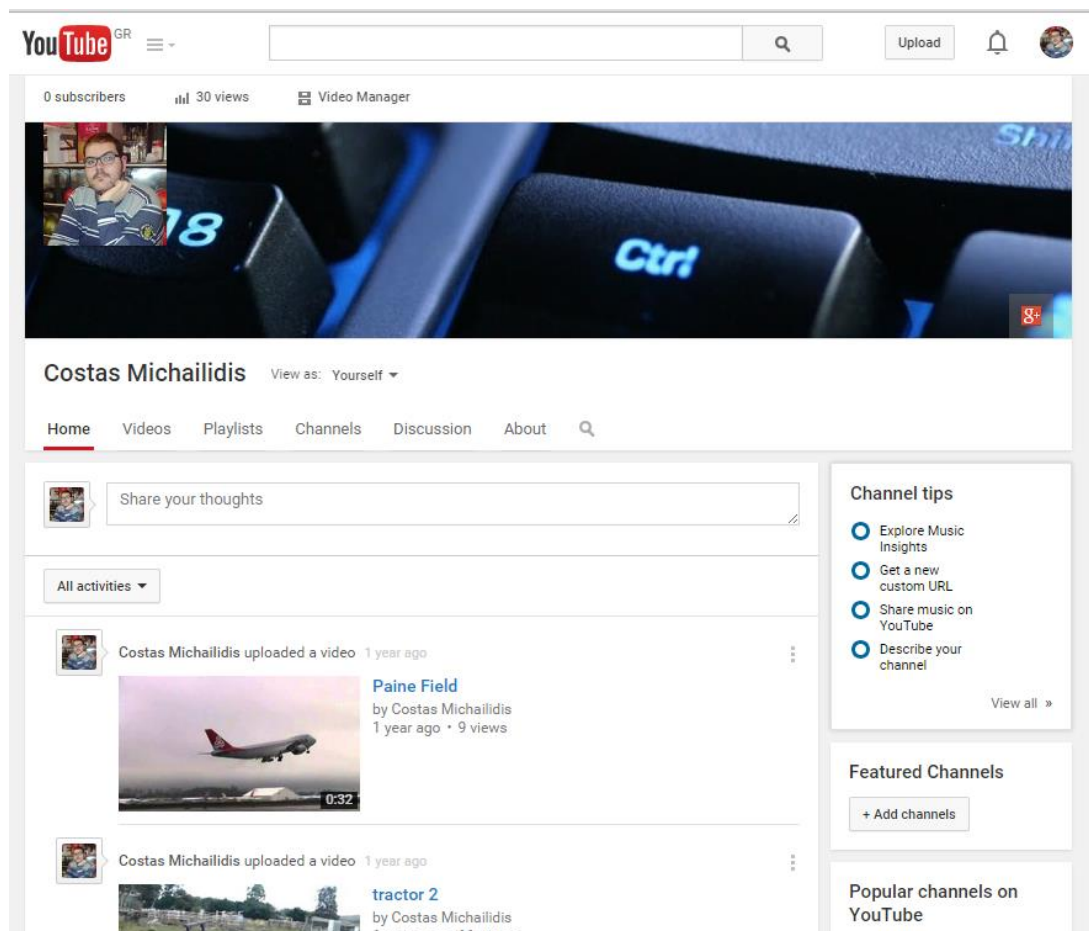 YouTube GR
Upload
0 subscribers 30 views Video Manager
18
Ctrl
g+
Costas Michailidis View as: Yourself
Home Videos Playlists Channels Discussion About
Share your thoughts
All activities
Costas Michailidis uploaded a video 1 year ago
0:32
Paine Field
by Costas Michailidis
1 year ago • 9 views
Costas Michailidis uploaded a video 1 year ago
tractor 2
by Costas Michailidis
Channel tips
Explore Music
Insights
Get a new
custom URL
Share music on
YouTube
Describe your
channel
View all »
Featured Channels
+ Add channels
Popular channels on
YouTube